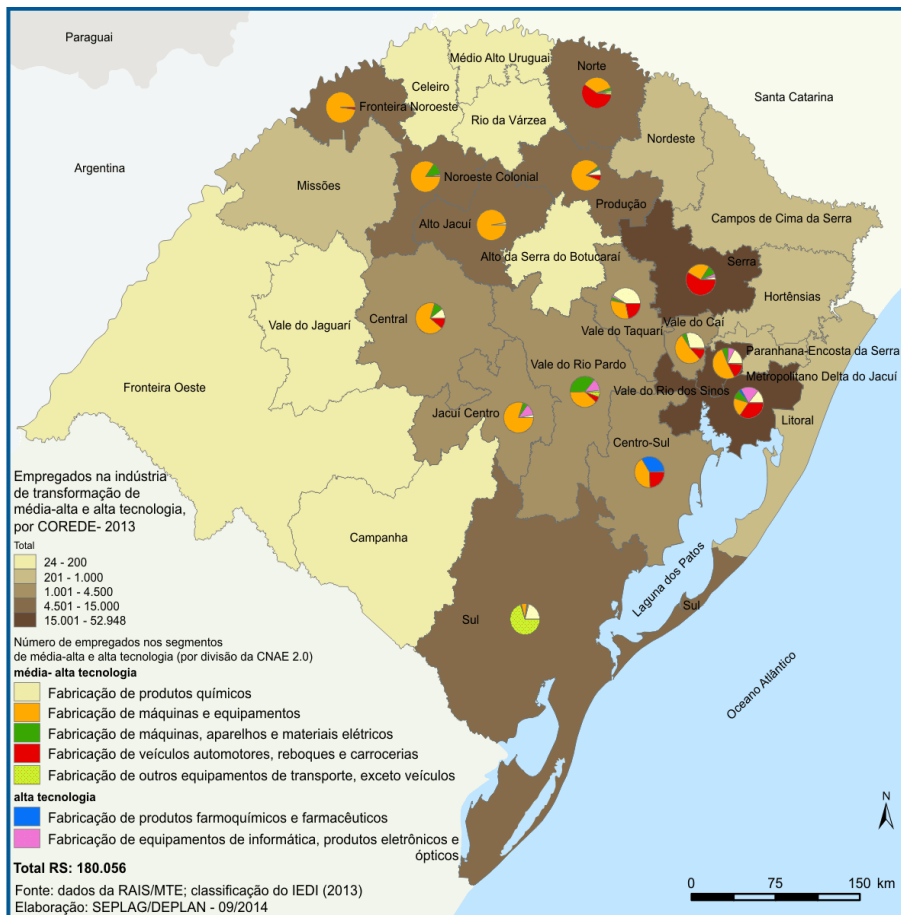 Paraguai
Médio Alto Uruguai
Norte
Celeiro
Santa Catarina
Fronteira Noroeste
Rio da Várzea
Nordeste
Argentina
Missões
Noroeste Colonial
Produção
Campos de Cima da Serra
Alto Jacuí
Alto da Serra do Botucaraí
Serra
Hortênsias
Vale do Jaguari
Central
Vale do Taquari
Vale do Caí
Paranhana-Encosta da Serra
Fronteira Oeste
Vale do Rio Pardo
Metropolitano Delta do Jacuí
Vale do Rio dos Sinos
Jacuí Centro
Litoral
Centro-Sul
Campanha
Laguna dos Patos
Sul
Sul
Oceano Atlântico
Empregados na indústria
de transformação de
média-alta e alta tecnologia,
por COREDE- 2013
Total
24 - 200
201 - 1.000
1.001 - 4.500
4.501 - 15.000
15.001 - 52.948
Número de empregados nos segmentos
de média-alta e alta tecnologia (por divisão da CNAE 2.0)
média- alta tecnologia
Fabricação de produtos químicos
Fabricação de máquinas e equipamentos
Fabricação de máquinas, aparelhos e materiais elétricos
Fabricação de veículos automotores, reboques e carrocerias
Fabricação de outros equipamentos de transporte, exceto veículos
alta tecnologia
Fabricação de produtos farmoquímicos e farmacêuticos
Fabricação de equipamentos de informática, produtos eletrônicos e
ópticos
Total RS: 180.056
Fonte: dados da RAIS/MTE; classificação do IEDI (2013)
Elaboração: SEPLAG/DEPLAN - 09/2014
N
0 75 150 km